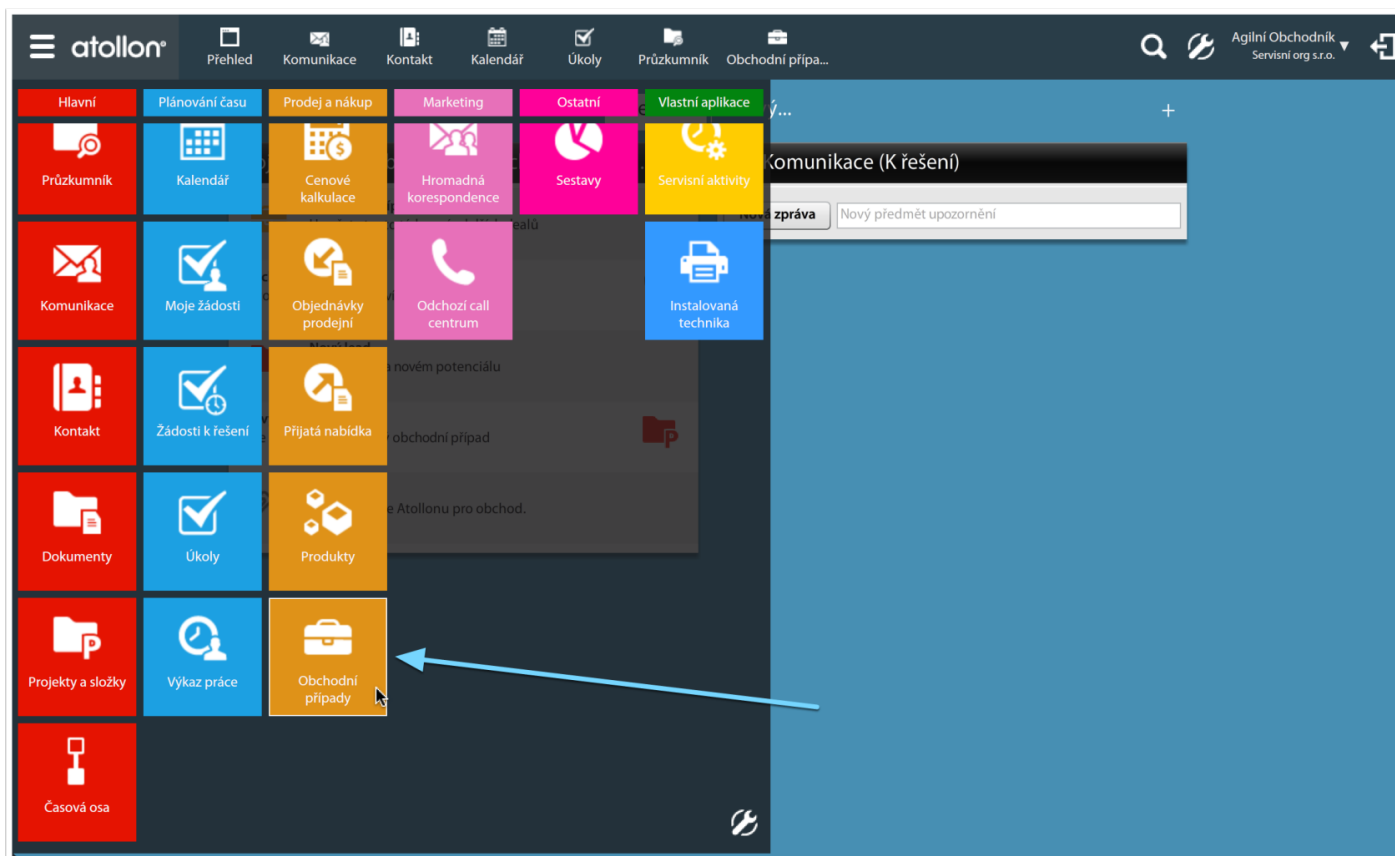 atollon®
Přehled
Komunikace
Kontakt
Kalendář
Úkoly
Průzkumník
Obchodní přípa...
Agilní Obchodník
Servisní org s.r.o.
Hlavní
Plánování času
Prodej a nákup
Marketing
Ostatní
Vlastní aplikace
ý...
+
Průzkumník
Kalendář
Cenové
kalkulace
Hromadná
korespondence
Sestavy
Servisní aktivity
Komunikace (K řešení)
zpráva
Nový předmět upozornění
Komunikace
Moje žádosti
Objednávky
prodejní
Odchozí call
centrum
Instalovaná
technika
novém potenciálu
Kontakt
Žádosti k řešení
Přijatá nabídka
obchodní případ
Dokumenty
Úkoly
Produkty
e Atollonu pro obchod.
Projekty a složky
Výkaz práce
Obchodní
případy
Časová osa